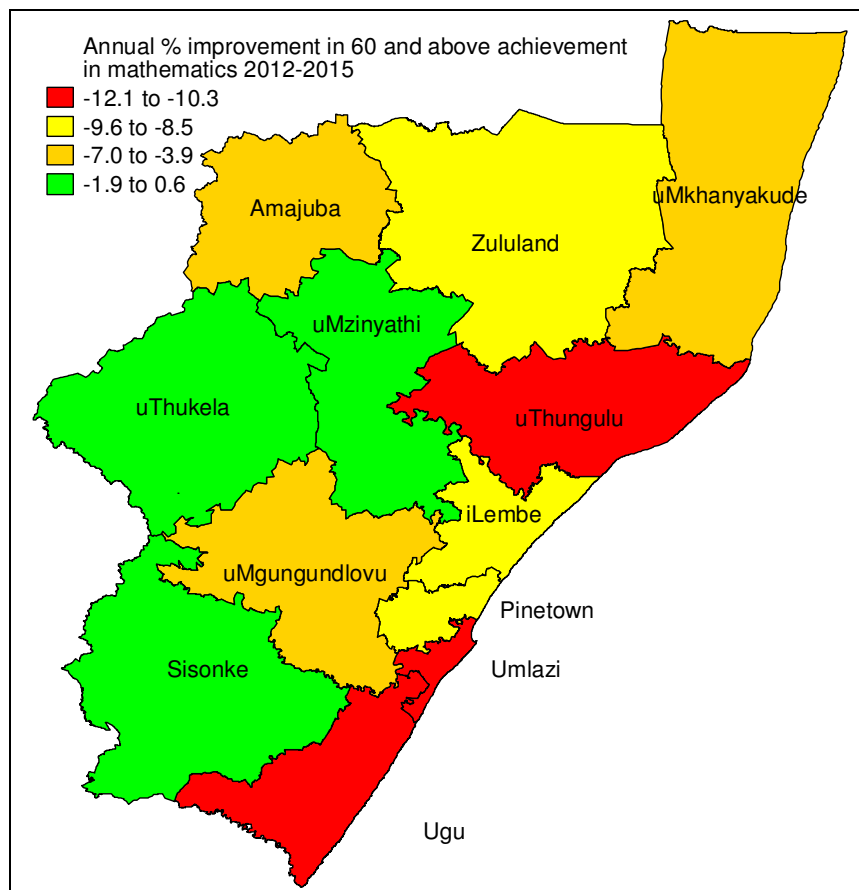 Annual % improvement in 60 and above achievement
in mathematics 2012-2015
-12.1 to -10.3
-9.6 to -8.5
-7.0 to -3.9
-1.9 to 0.6
Amajuba
uMkhanyakude
Zululand
uMzinyathi
uThukela
uThungulu
iLembe
uMgungundlovu
Pinetown
Sisonke
Umlazi
Ugu